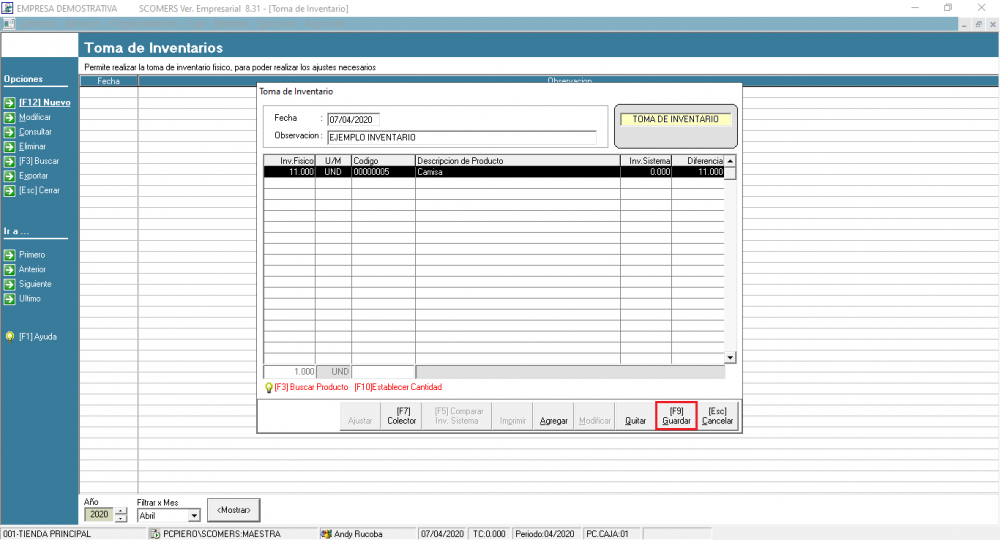 EMPRESA DEMOSTRATIVA SCOMERS Ver. Empresarial 8.31 - [Toma de Inventario]
Toma de Inventarios
Permite realizar la toma de inventario fisico, para poder realizar los ajustes necesarios
Opciones
[F12] Nuevo
Modificar
Consultar
Eliminar
[F3] Buscar
Exportar
[Esc] Cerrar
Ir a ...
Primero
Anterior
Siguiente
Ultimo
[F1] Ayuda
Fecha Observacion
Toma de Inventario
Fecha : 07/04/2020
Observacion : EJEMPLO INVENTARIO
TOMA DE INVENTARIO
Inv.Fisico U/M Codigo Descripcion de Producto Inv.Sistema Diferencia
11.000 UND 00000005 Camisa 0.000 11.000
1.000 UND
[F3] Buscar Producto [F10]Establecer Cantidad
Ajustar
[F7] Colector
[F5] Comparar Inv. Sistema
Imprimir
Agregar
Modificar
Quitar
[F9] Guardar
[Esc] Cancelar
Año
2020
Filtrar x Mes
Abril
<Mostrar>
001-TIENDA PRINCIPAL PCPIERO\SCOMERS:MAESTRA Andy Rucoba 07/04/2020 TC:0.000 Periodo:04/2020 PC.CAJA:01